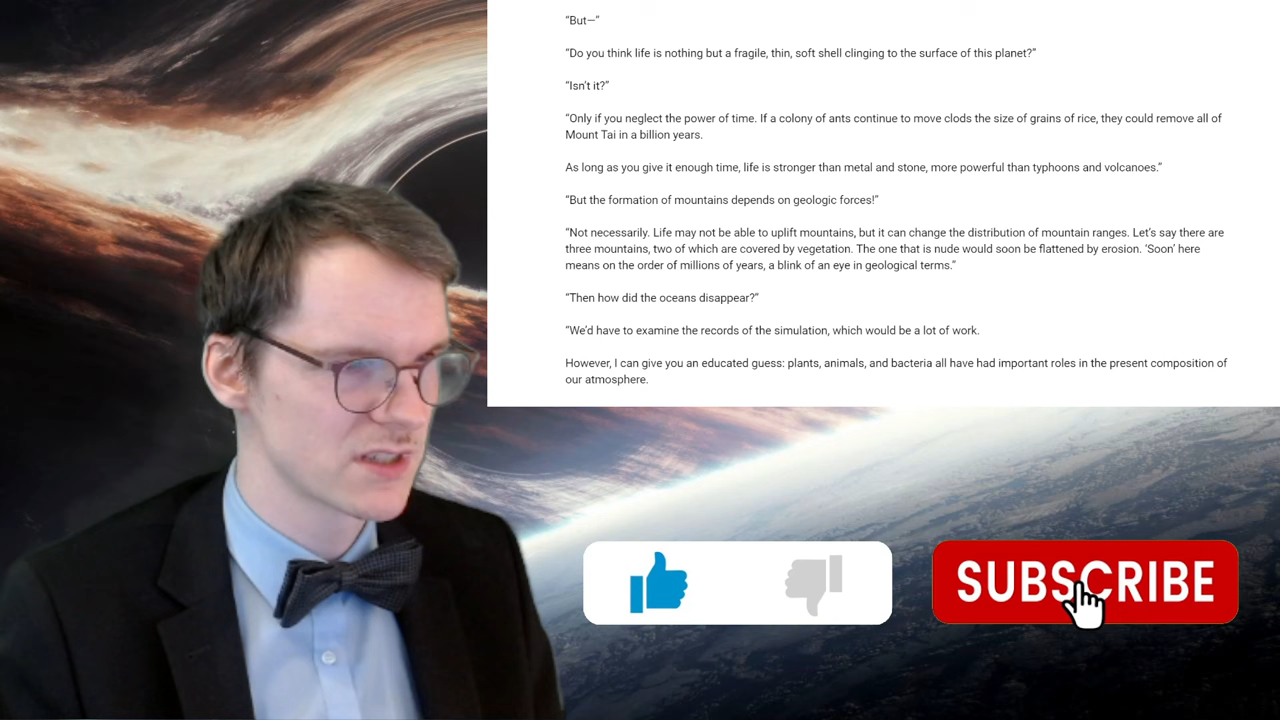 “But—“
“Do you think life is nothing but a fragile, thin, soft shell clinging to the surface of this planet?”
“Isn’t it?”
“Only if you neglect the power of time. If a colony of ants continue to move clods the size of grains of rice, they could remove all of
Mount Tai in a billion years.
As long as you give it enough time, life is stronger than metal and stone, more powerful than typhoons and volcanoes.”
“But the formation of mountains depends on geologic forces!”
“Not necessarily. Life may not be able to uplift mountains, but it can change the distribution of mountain ranges. Let’s say there are
three mountains, two of which are covered by vegetation. The one that is nude would soon be flattened by erosion. ‘Soon’ here
means on the order of millions of years, a blink of an eye in geological terms.”
“Then how did the oceans disappear?”
“We’d have to examine the records of the simulation, which would be a lot of work.
However, I can give you an educated guess: plants, animals, and bacteria all have had important roles in the present composition of
our atmosphere.
SUBSCRIBE